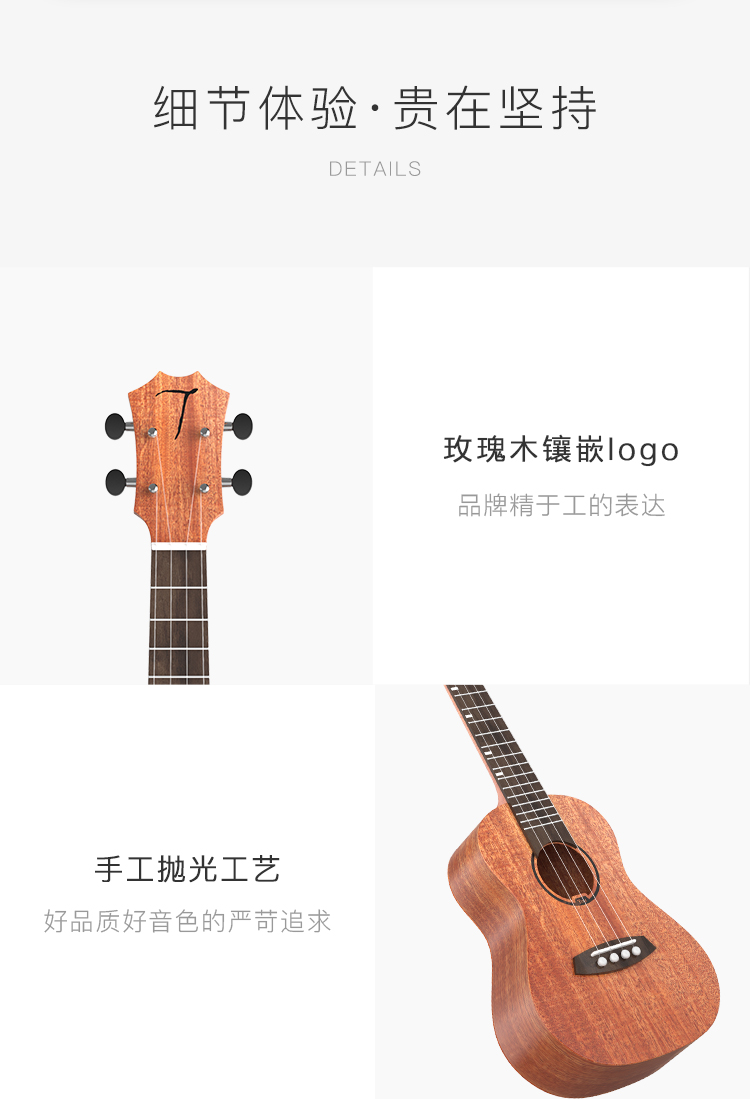 细节体验·贵在坚持
DETAILS
玫瑰木镶嵌logo
品牌精于工的表达
手工抛光工艺
好品质好音色的严苛追求